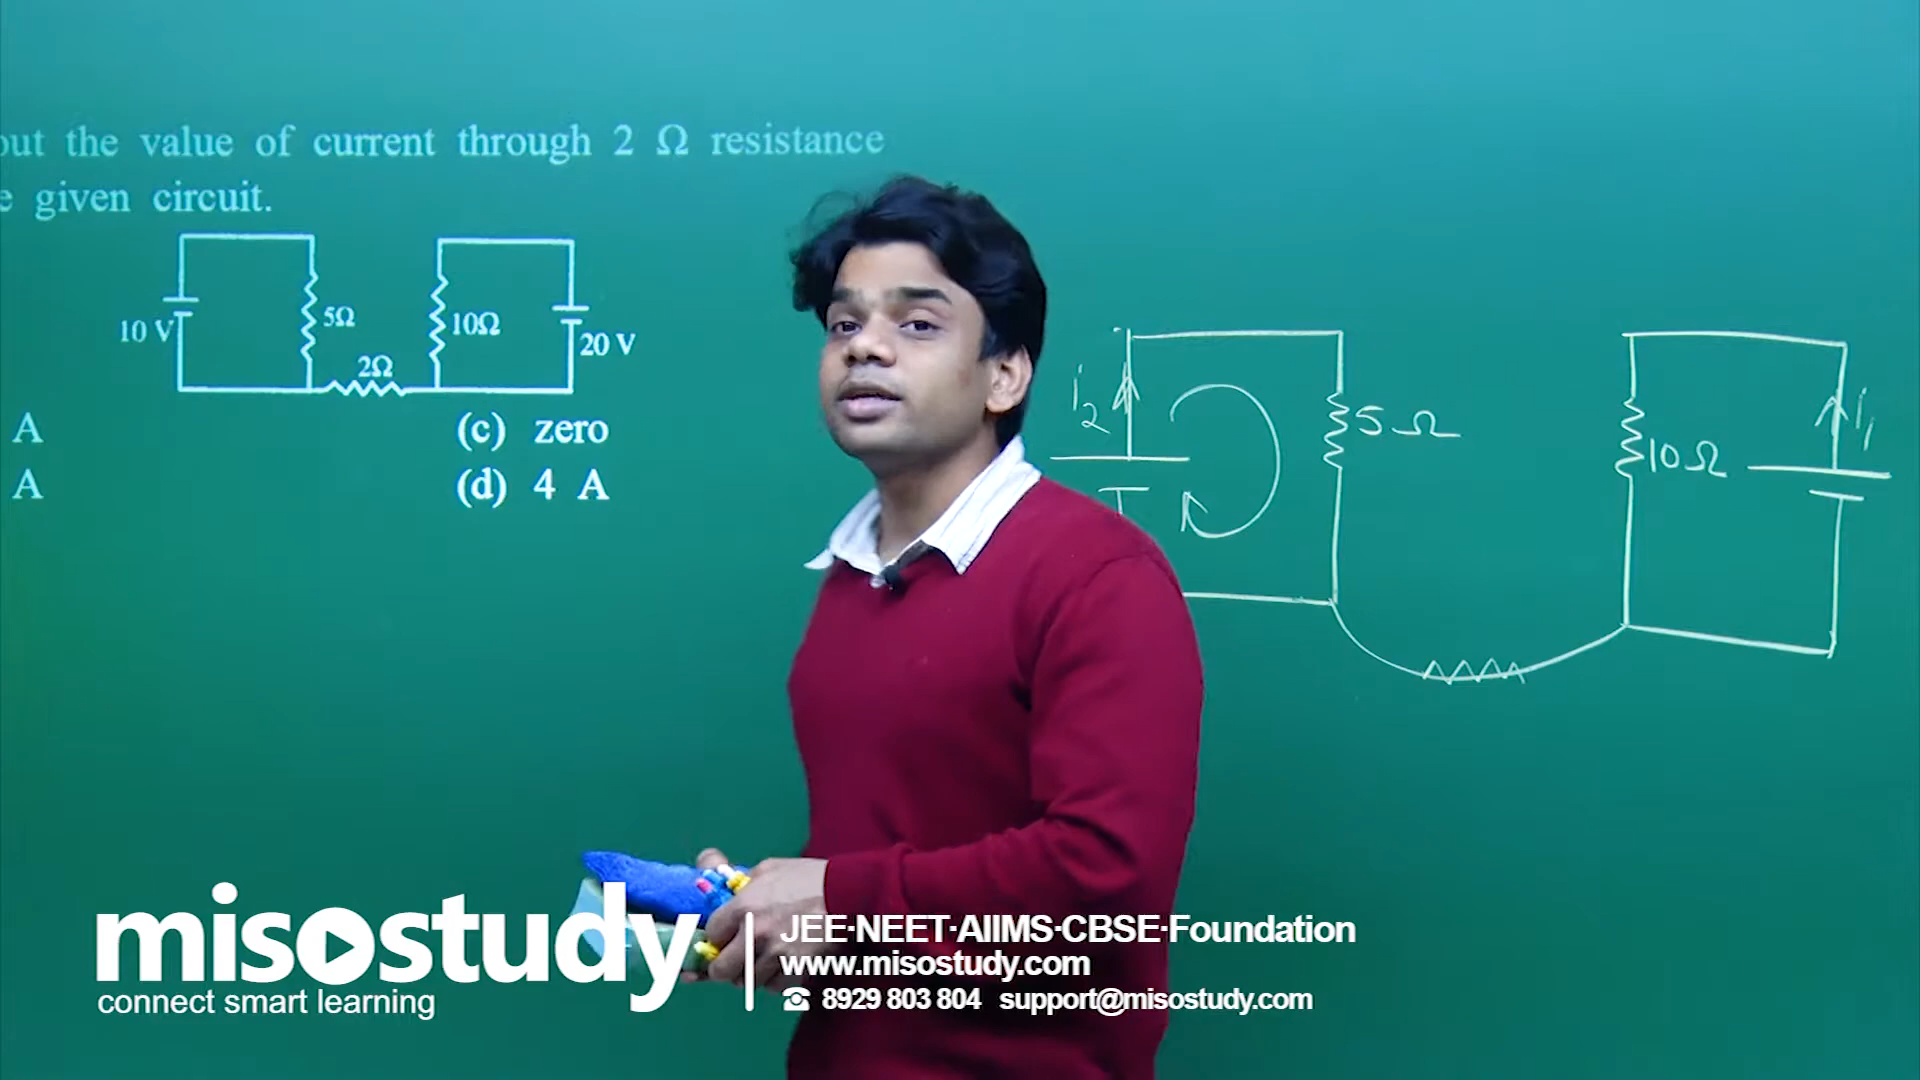 out the value of current through 2 Ω resistance
e given circuit.
10 V
5Ω
2Ω
10Ω
20 V
A
(c) zero
A
(d) 4 A
i2
5Ω
10Ω
i1
misostudy
connect smart learning
JEE·NEET·AIIMS·CBSE·Foundation
www.misostudy.com
☎ 8929 803 804 support@misostudy.com